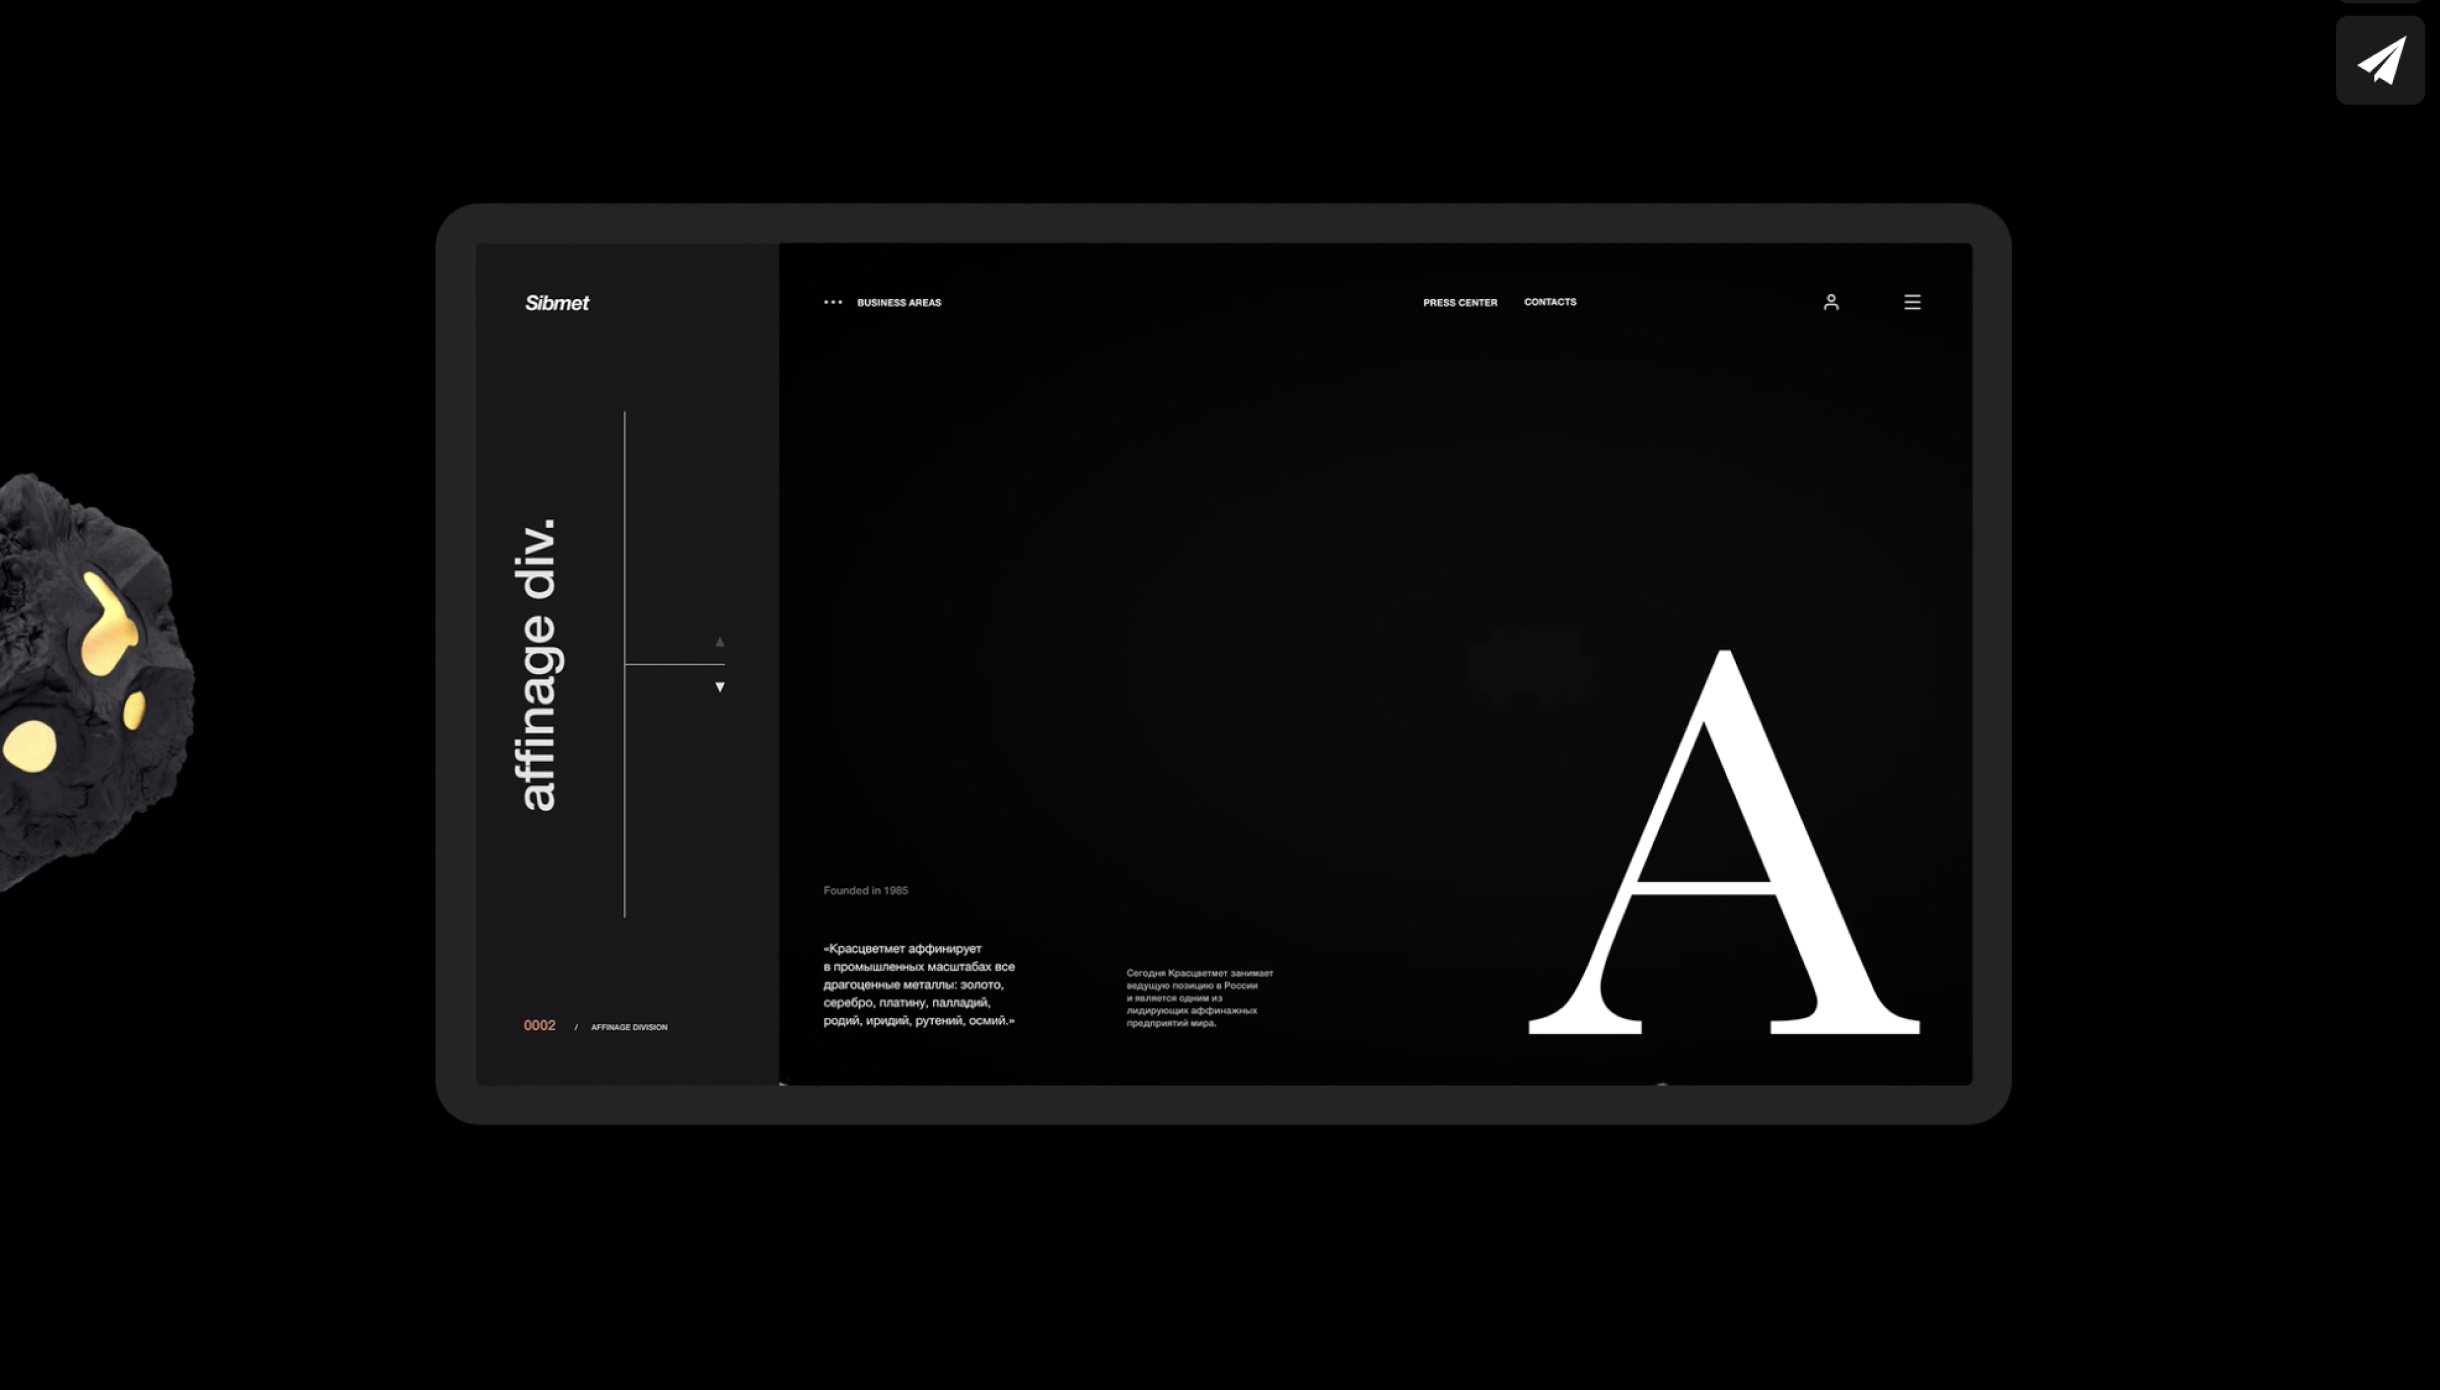 Sibmet
BUSINESS AREAS
PRESS CENTER
CONTACTS
affinage div.
A
Founded in 1985
«Красцветмет аффинирует
в промышленных масштабах все
драгоценные металлы: золото,
серебро, платину, палладий,
родий, иридий, рутений, осмий.»
Сегодня Красцветмет занимает
ведущую позицию в России
и является одним из
лидирующих аффинажных
предприятий мира.
0002 / AFFINAGE DIVISION